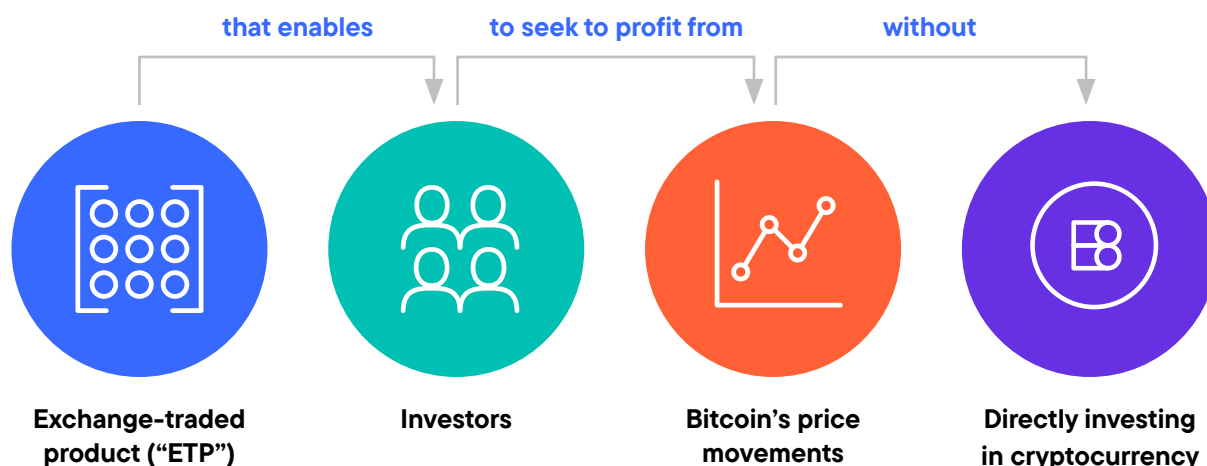 that enables
to seek to profit from
without
Exchange-traded
product (“ETP”)
Investors
Bitcoin’s price
movements
Directly investing
in cryptocurrency